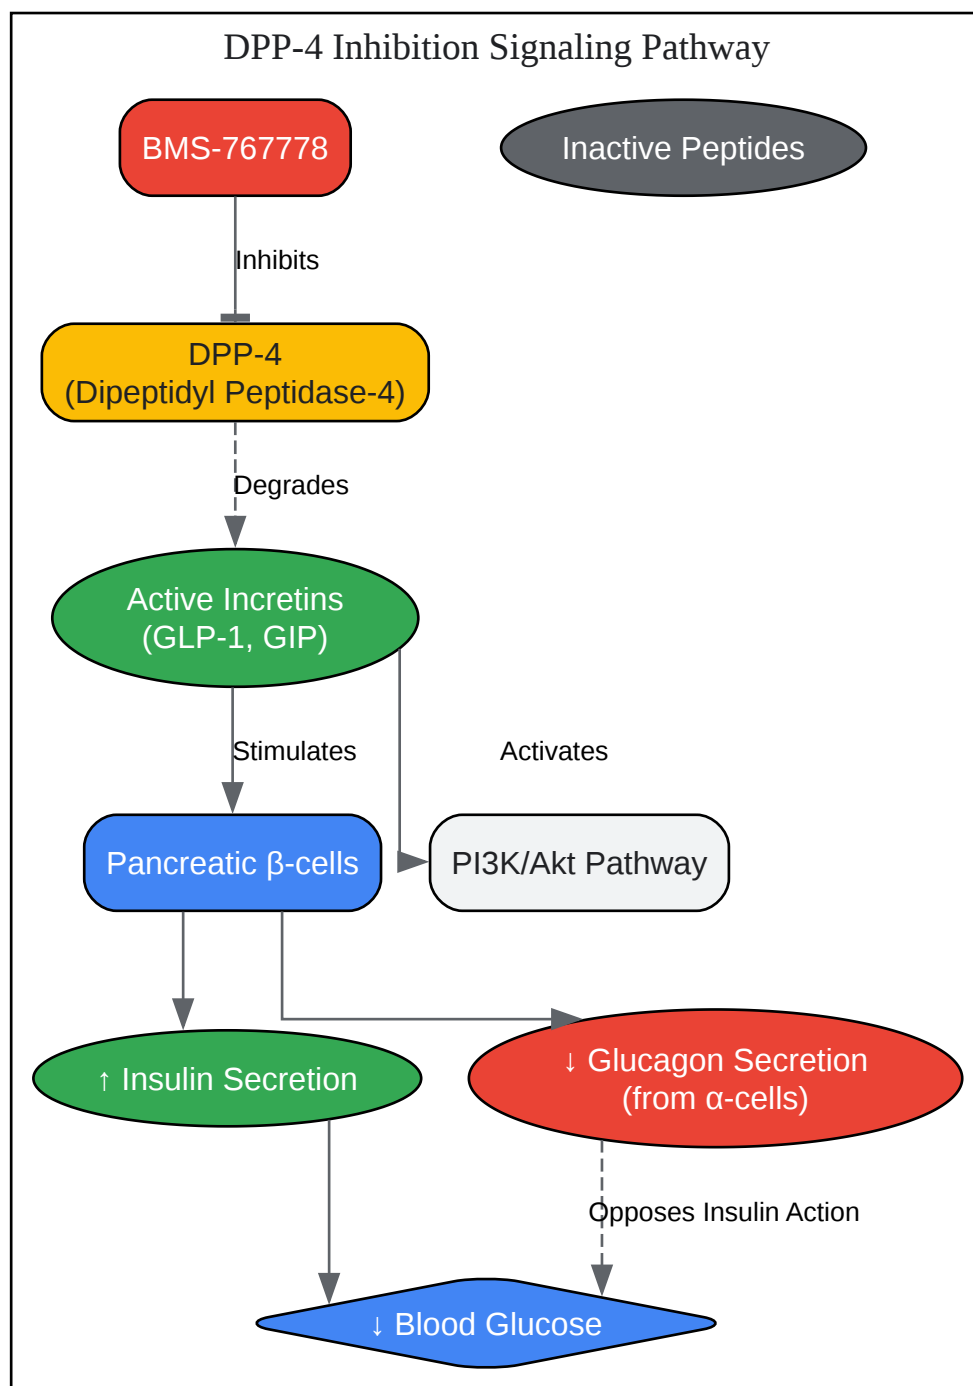 DPP-4 Inhibition Signaling Pathway
BMS-767778
Inactive Peptides
Inhibits
DPP-4
(Dipeptidyl Peptidase-4)
Degrades
Active Incretins
(GLP-1, GIP)
Stimulates
Activates
Pancreatic β-cells
PI3K/Akt Pathway
↑ Insulin Secretion
↓ Glucagon Secretion
(from α-cells)
Opposes Insulin Action
↓ Blood Glucose